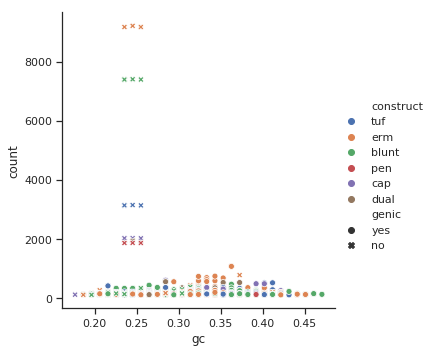 8000
6000
4000
2000
0
count
0.20 0.25 0.30 0.35 0.40 0.45
gc
construct
tuf
erm
blunt
pen
cap
dual
genic
yes
no